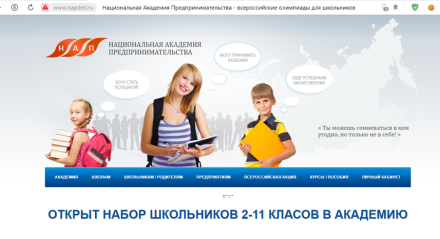 www.napdeti.ru Национальная Академия Предпринимательства - всероссийские олимпиады для школьников
НАП
НАЦИОНАЛЬНАЯ АКАДЕМИЯ
ПРЕДПРИНИМАТЕЛЬСТВА
МОГУ ПРИНИМАТЬ
РЕШЕНИЯ
ХОЧУ СТАТЬ
УСПЕШНОЙ!
БУДУ УСПЕШНЫМ
БИЗНЕСМЕНОМ!
« Ты можешь сомневаться в ком
угодно, но только не в себе! »
АКАДЕМИЯ ШКОЛАМ ШКОЛЬНИКАМ / РОДИТЕЛЯМ ПРЕДПРИЯТИЯМ ВСЕРОССИЙСКАЯ АКЦИЯ КУРСЫ / ПОСОБИЯ ЛИЧНЫЙ КАБИНЕТ
ОТКРЫТ НАБОР ШКОЛЬНИКОВ 2-11 КЛАСОВ В АКАДЕМИЮ